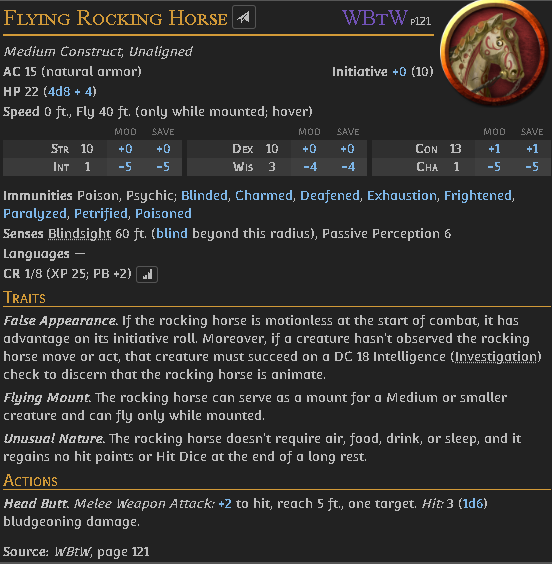 Flying Rocking Horse WBtW p121
Medium Construct, Unaligned
AC 15 (natural armor) Initiative +0 (10)
HP 22 (4d8 + 4)
Speed 0 ft., Fly 40 ft. (only while mounted; hover)
MOD SAVE MOD SAVE MOD SAVE
Str 10 +0 +0 Dex 10 +0 +0 Con 13 +1 +1
Int 1 -5 -5 Wis 3 -4 -4 Cha 1 -5 -5
Immunities Poison, Psychic; Blinded, Charmed, Deafened, Exhaustion, Frightened,
Paralyzed, Petrified, Poisoned
Senses Blindsight 60 ft. (blind beyond this radius), Passive Perception 6
Languages —
CR 1/8 (XP 25; PB +2)
Traits
False Appearance. If the rocking horse is motionless at the start of combat, it has
advantage on its initiative roll. Moreover, if a creature hasn't observed the rocking
horse move or act, that creature must succeed on a DC 18 Intelligence (Investigation)
check to discern that the rocking horse is animate.
Flying Mount. The rocking horse can serve as a mount for a Medium or smaller
creature and can fly only while mounted.
Unusual Nature. The rocking horse doesn't require air, food, drink, or sleep, and it
regains no hit points or Hit Dice at the end of a long rest.
Actions
Head Butt. Melee Weapon Attack: +2 to hit, reach 5 ft., one target. Hit: 3 (1d6)
bludgeoning damage.
Source: WBtW, page 121